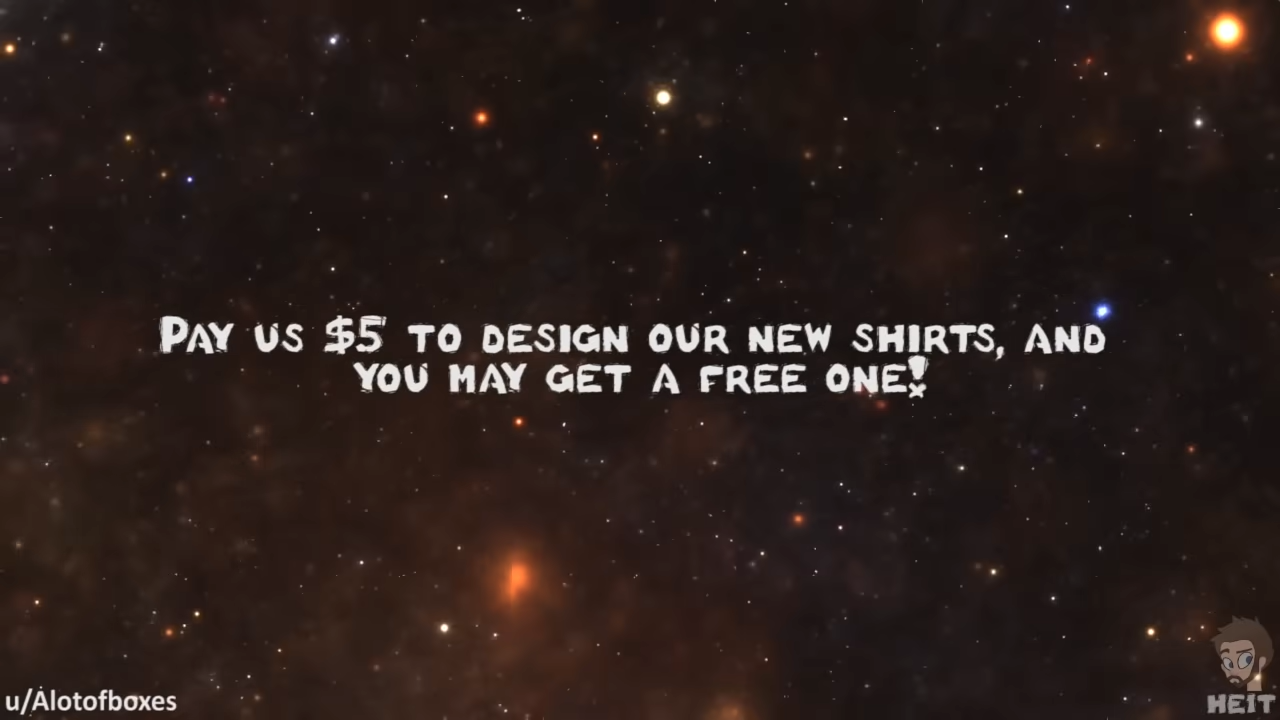 Pay us $5 to design our new shirts, and
you may get a free one!
u/Alotofboxes
HEIT